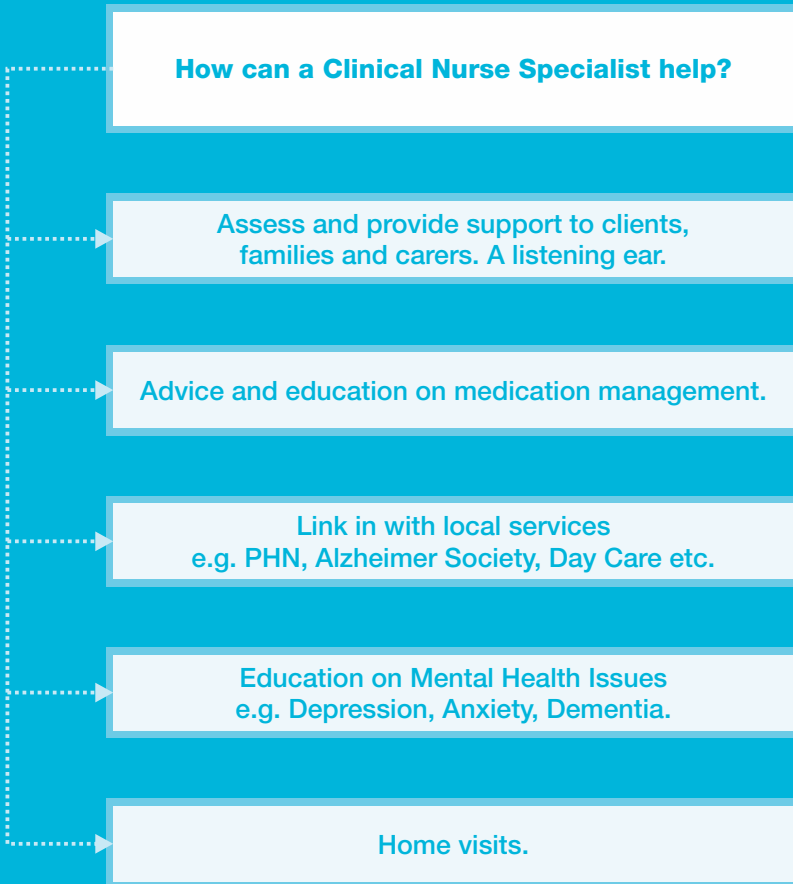 How can a Clinical Nurse Specialist help?
Assess and provide support to clients,
families and carers. A listening ear.
Advice and education on medication management.
Link in with local services
e.g. PHN, Alzheimer Society, Day Care etc.
Education on Mental Health Issues
e.g. Depression, Anxiety, Dementia.
Home visits.